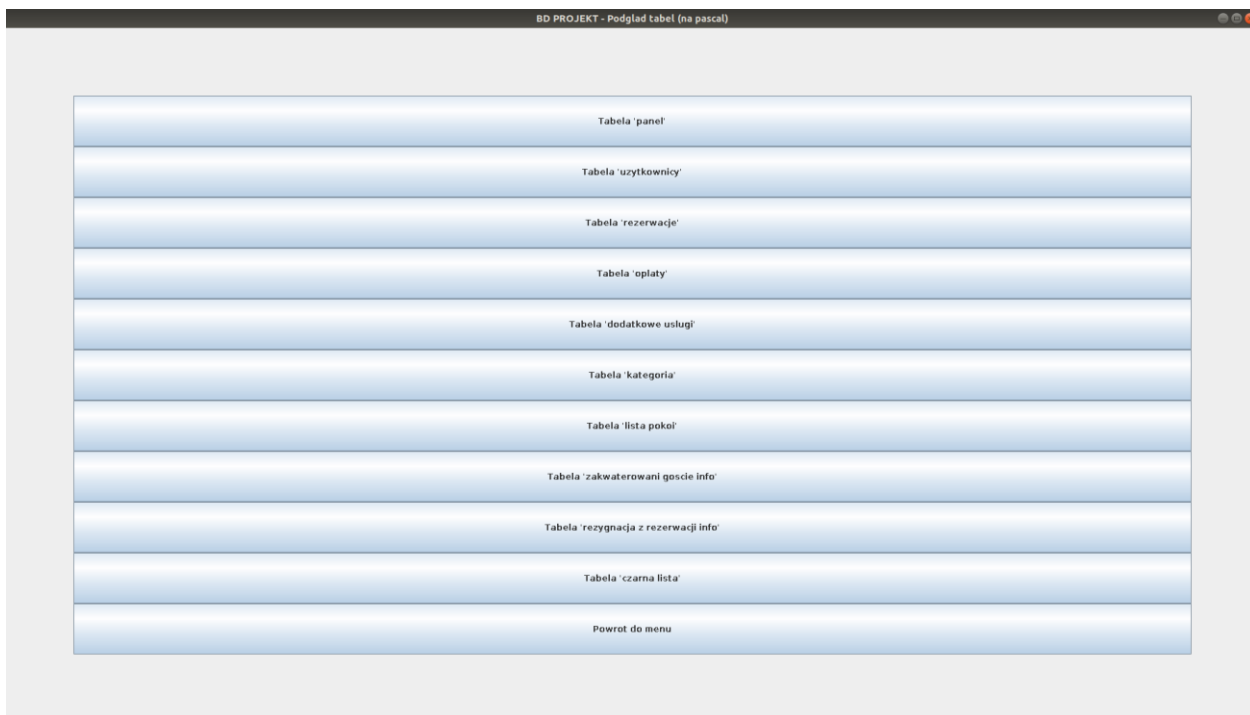 BD PROJEKT - Podglad tabel (na pascal)
Tabela 'panel'
Tabela 'uzytkownicy'
Tabela 'rezerwacje'
Tabela 'oplaty'
Tabela 'dodatkowe uslugi'
Tabela 'kategoria'
Tabela 'lista pokoi'
Tabela 'zakwaterowani goscie info'
Tabela 'rezygnacja z rezerwacji info'
Tabela 'czarna lista'
Powrot do menu